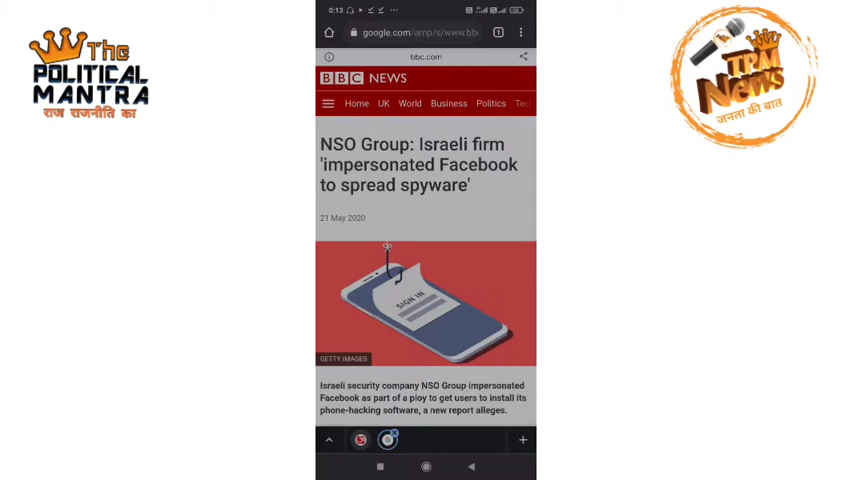 The
POLITICAL
MANTRA
राज राजनीति का
TPM
News
जनता की बात
0:13
google.com/amp/s/www.bb
1
bbc.com
BBC NEWS
Home UK World Business Politics Tec
NSO Group: Israeli firm
'impersonated Facebook
to spread spyware'
21 May 2020
SIGN IN
GETTY IMAGES
Israeli security company NSO Group impersonated
Facebook as part of a ploy to get users to install its
phone-hacking software, a new report alleges.